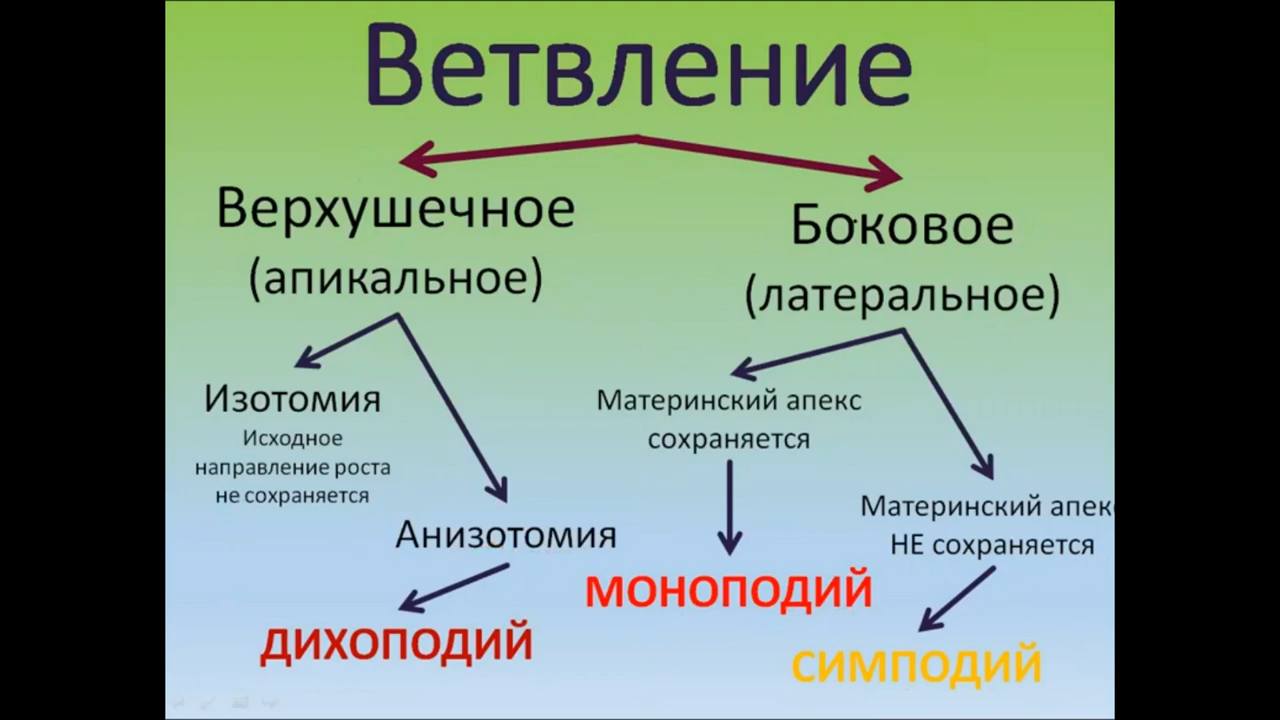 Ветвление
Верхушечное
(апикальное)
Боковое
(латеральное)
Изотомия
Исходное
направление роста
не сохраняется
Анизотомия
ДИХОПОДИЙ
Материнский апекс
сохраняется
МОНОПОДИЙ
Материнский апек
НЕ сохраняется
СИМПОДИЙ